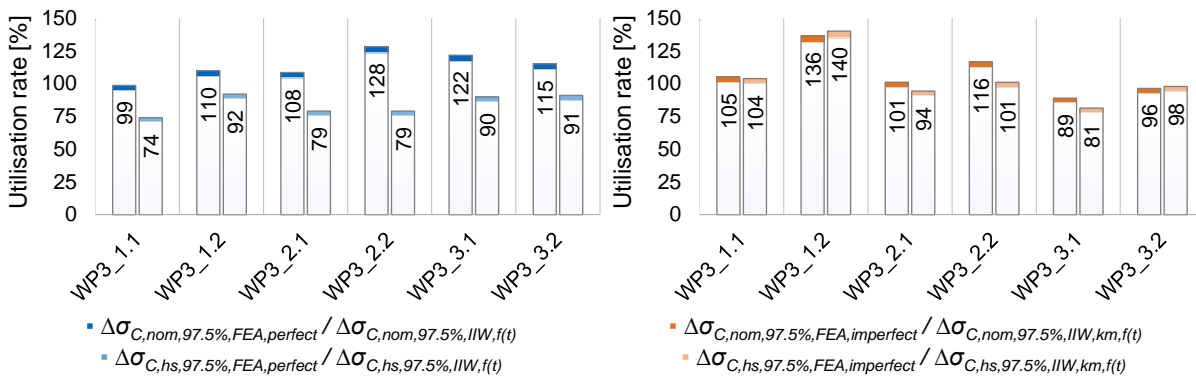 Utilisation rate [%]
150
125
100
75
50
25
0
99
74
110
92
108
79
128
79
122
90
115
91
WP3_1.1
WP3_1.2
WP3_2.1
WP3_2.2
WP3_3.1
WP3_3.2
Δσ_C,nom,97.5%,FEA,perfect / Δσ_C,nom,97.5%,IIW,f(t)
Δσ_C,hs,97.5%,FEA,perfect / Δσ_C,hs,97.5%,IIW,f(t)
Utilisation rate [%]
150
125
100
75
50
25
0
105
104
136
140
101
94
116
101
89
81
96
98
WP3_1.1
WP3_1.2
WP3_2.1
WP3_2.2
WP3_3.1
WP3_3.2
Δσ_C,nom,97.5%,FEA,imperfect / Δσ_C,nom,97.5%,IIW,km,f(t)
Δσ_C,hs,97.5%,FEA,imperfect / Δσ_C,hs,97.5%,IIW,km,f(t)